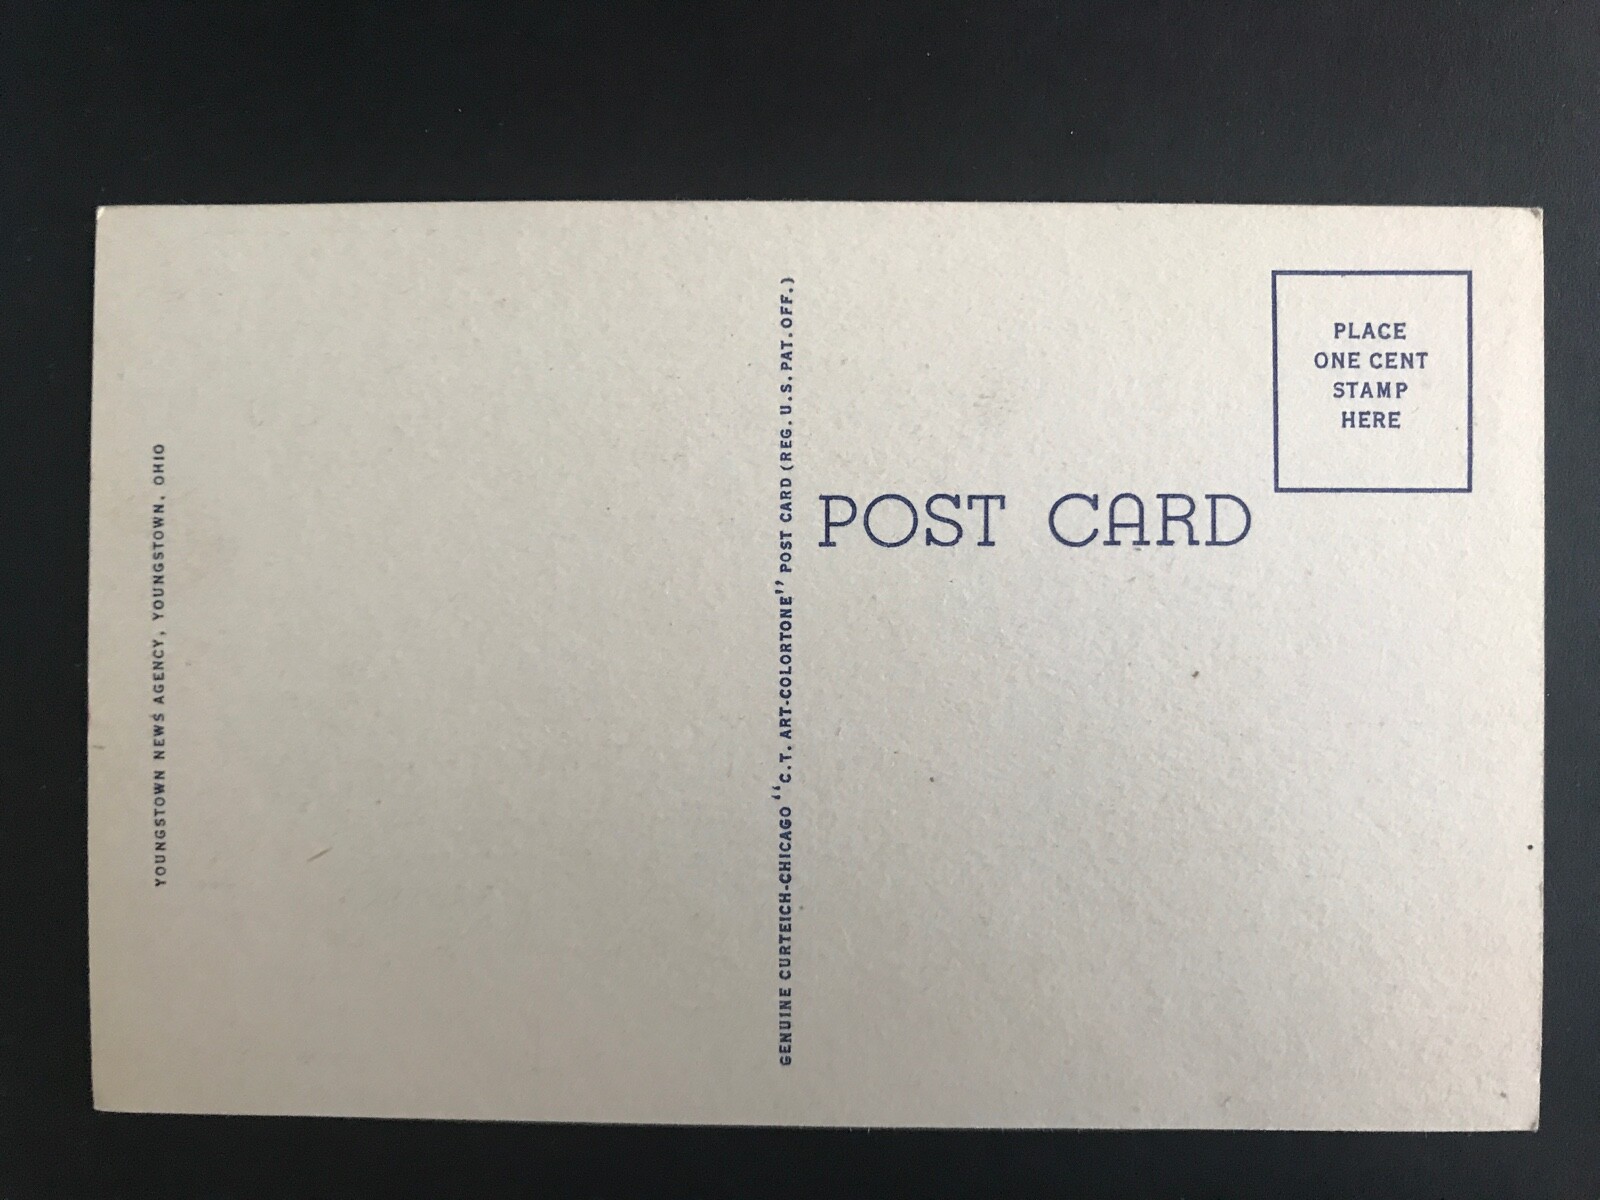 YOUNGSTOWN NEWS AGENCY, YOUNGSTOWN, OHIO
GENUINE CURTEICH-CHICAGO "C.T. ART-COLORTONE" POST CARD (REG. U.S. PAT. OFF.)
POST CARD
PLACE
ONE CENT
STAMP
HERE